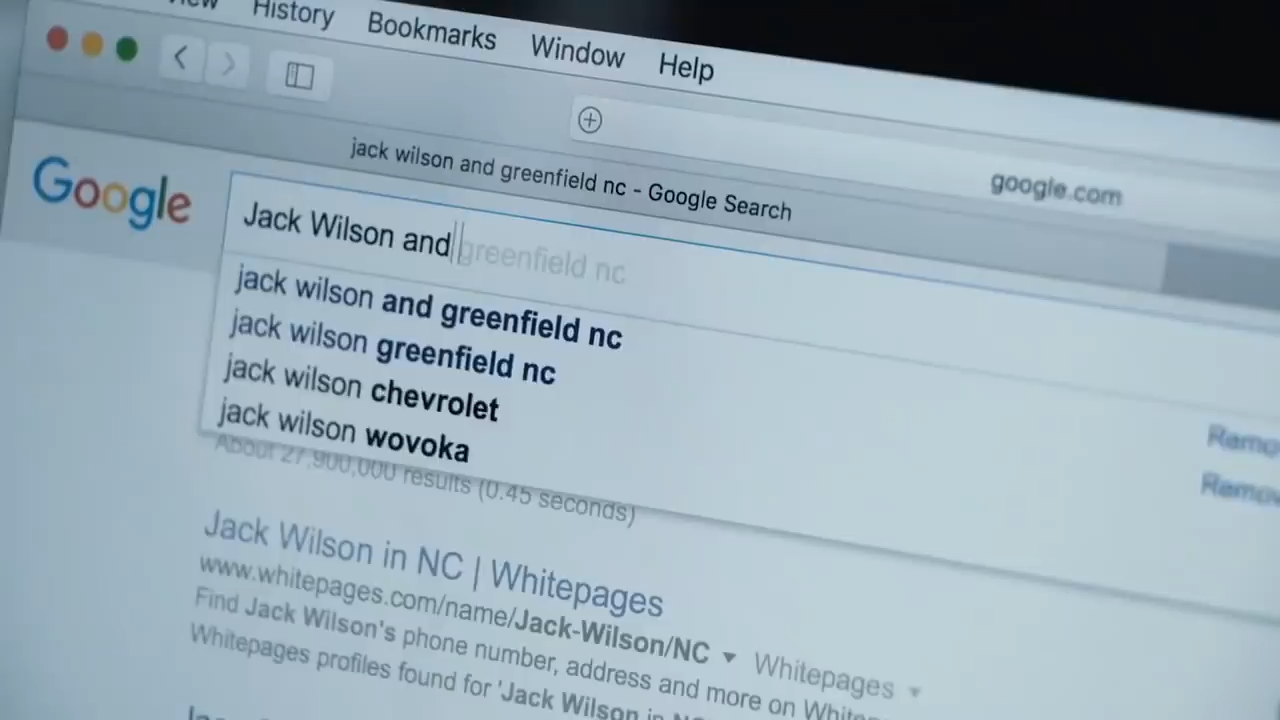 History Bookmarks Window Help
google.com
jack wilson and greenfield nc - Google Search
Google
Jack Wilson and greenfield nc
jack wilson and greenfield nc
jack wilson greenfield nc
jack wilson chevrolet
jack wilson wovoka
About 27,900,000 results (0.45 seconds)
Jack Wilson in NC | Whitepages
www.whitepages.com/name/Jack-Wilson/NC ▼ Whitepages ▼
Find Jack Wilson's phone number, address and more on
Whitepages profiles found for 'Jack Wilson in